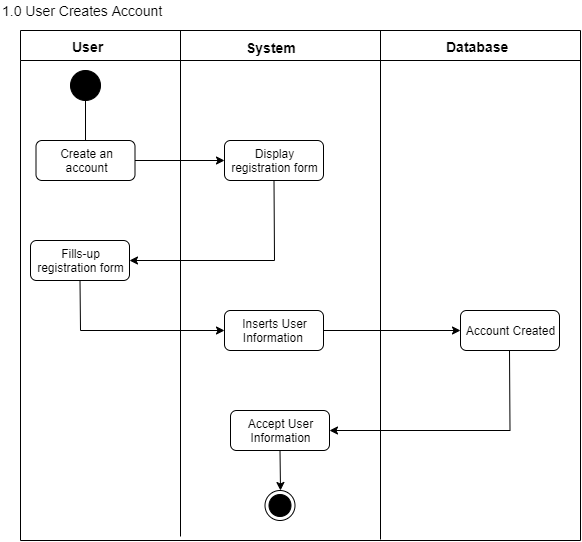 1.0 User Creates Account
User
System
Database
Create an
account
Display
registration form
Fills-up
registration form
Inserts User
Information
Account Created
Accept User
Information